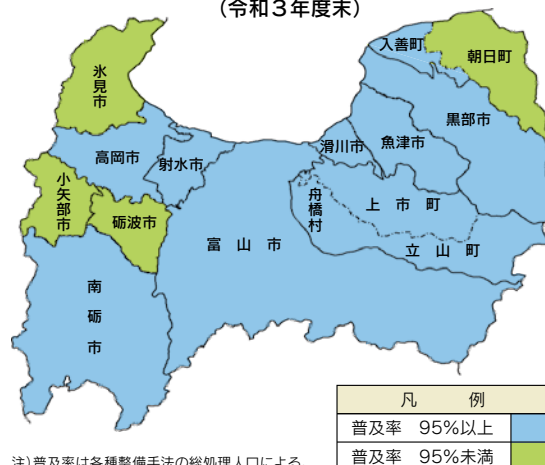 (令和3年度末)
入善町
朝日町
氷見市
黒部市
魚津市
滑川市
高岡市
射水市
小矢部市
砺波市
舟橋村
上市町
富山市
立山町
南砺市
凡 例
普及率 95%以上
普及率 95%未満
注)普及率は各種整備手法の総処理人口による